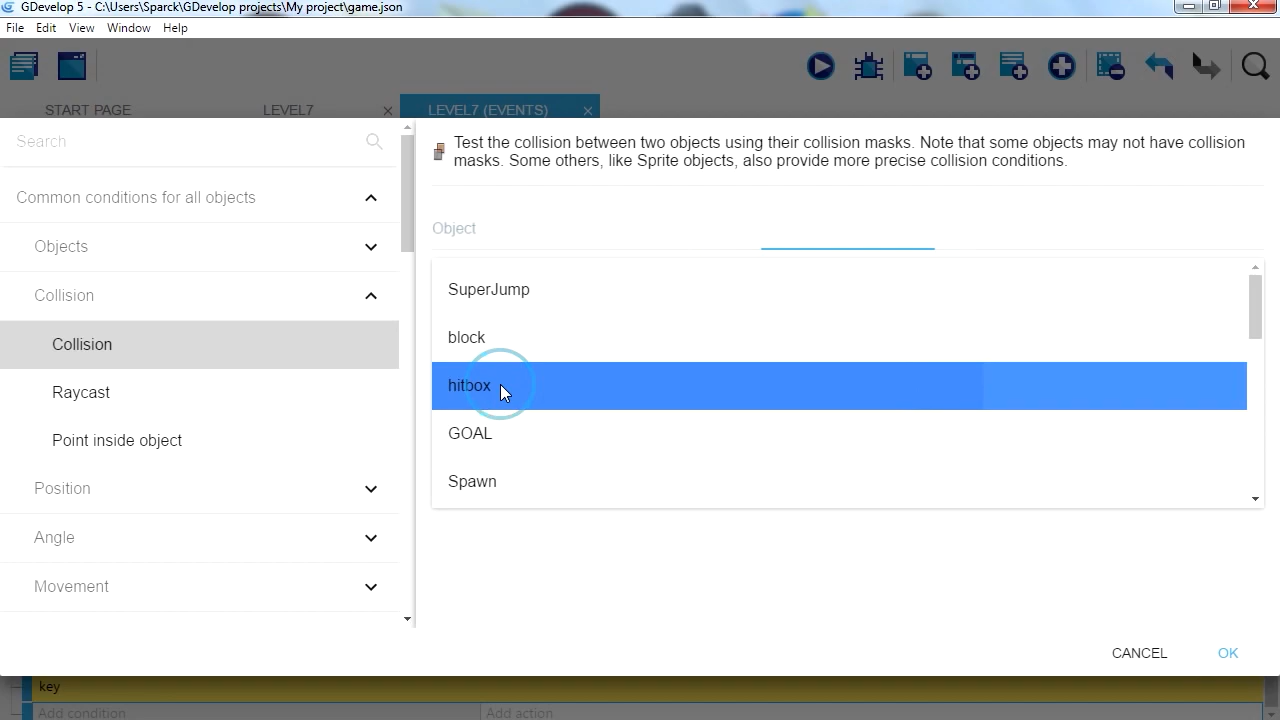 GDevelop 5 - C:\Users\Sparck\GDevelop projects\My project\game.json
File Edit View Window Help
START PAGE LEVEL7 LEVEL7 (EVENTS)
Search
Common conditions for all objects
Objects
Collision
Collision
Raycast
Point inside object
Position
Angle
Movement
Test the collision between two objects using their collision masks. Note that some objects may not have collision
masks. Some others, like Sprite objects, also provide more precise collision conditions.
Object
SuperJump
block
hitbox
GOAL
Spawn
CANCEL OK
key
Add condition Add action